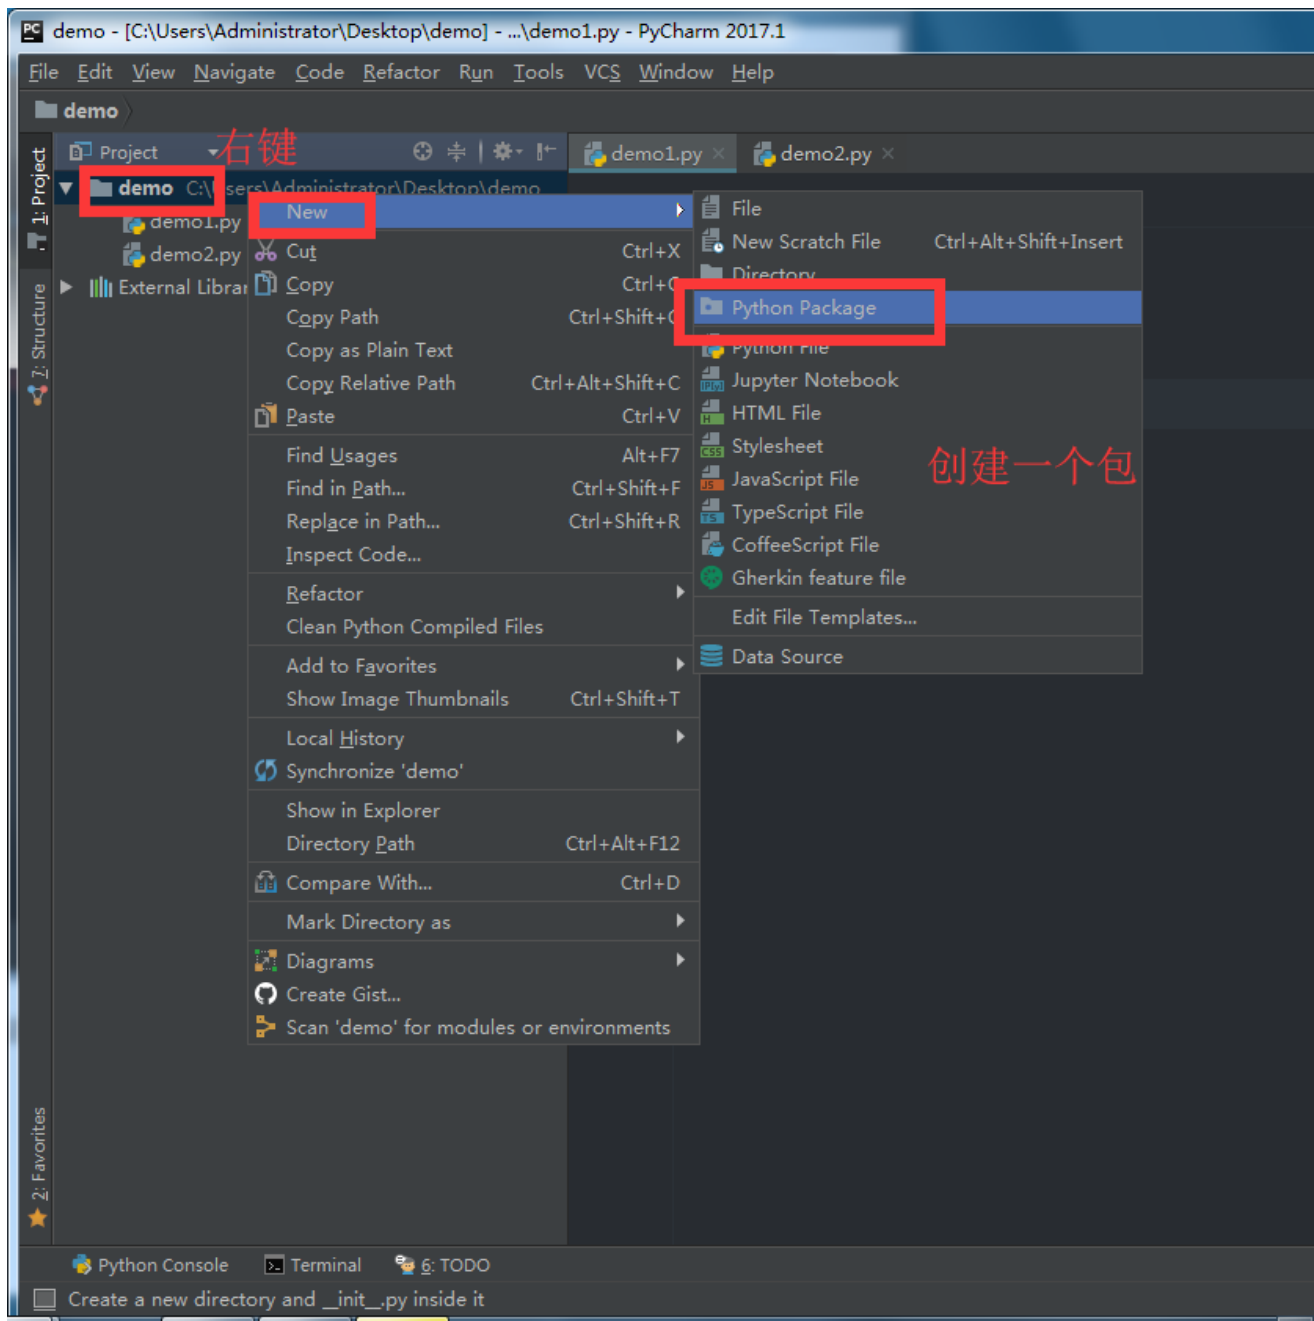 demo - [C:\Users\Administrator\Desktop\demo] - ...\demo1.py - PyCharm 2017.1
File Edit View Navigate Code Refactor Run Tools VCS Window Help
demo
1: Project
7: Structure
2: Favorites
Project
右键
demo1.py
demo2.py
demo C:\Users\Administrator\Desktop\demo
demo1.py
demo2.py
External Librar
New
Cut Ctrl+X
Copy Ctrl+C
Copy Path Ctrl+Shift+C
Copy as Plain Text
Copy Relative Path Ctrl+Alt+Shift+C
Paste Ctrl+V
Find Usages Alt+F7
Find in Path... Ctrl+Shift+F
Replace in Path... Ctrl+Shift+R
Inspect Code...
Refactor
Clean Python Compiled Files
Add to Favorites
Show Image Thumbnails Ctrl+Shift+T
Local History
Synchronize 'demo'
Show in Explorer
Directory Path Ctrl+Alt+F12
Compare With... Ctrl+D
Mark Directory as
Diagrams
Create Gist...
Scan 'demo' for modules or environments
File
New Scratch File Ctrl+Alt+Shift+Insert
Directory
Python Package
Python File
Jupyter Notebook
HTML File
Stylesheet
JavaScript File
TypeScript File
CoffeeScript File
Gherkin feature file
Edit File Templates...
Data Source
创建一个包
Python Console Terminal 6: TODO
Create a new directory and __init__.py inside it